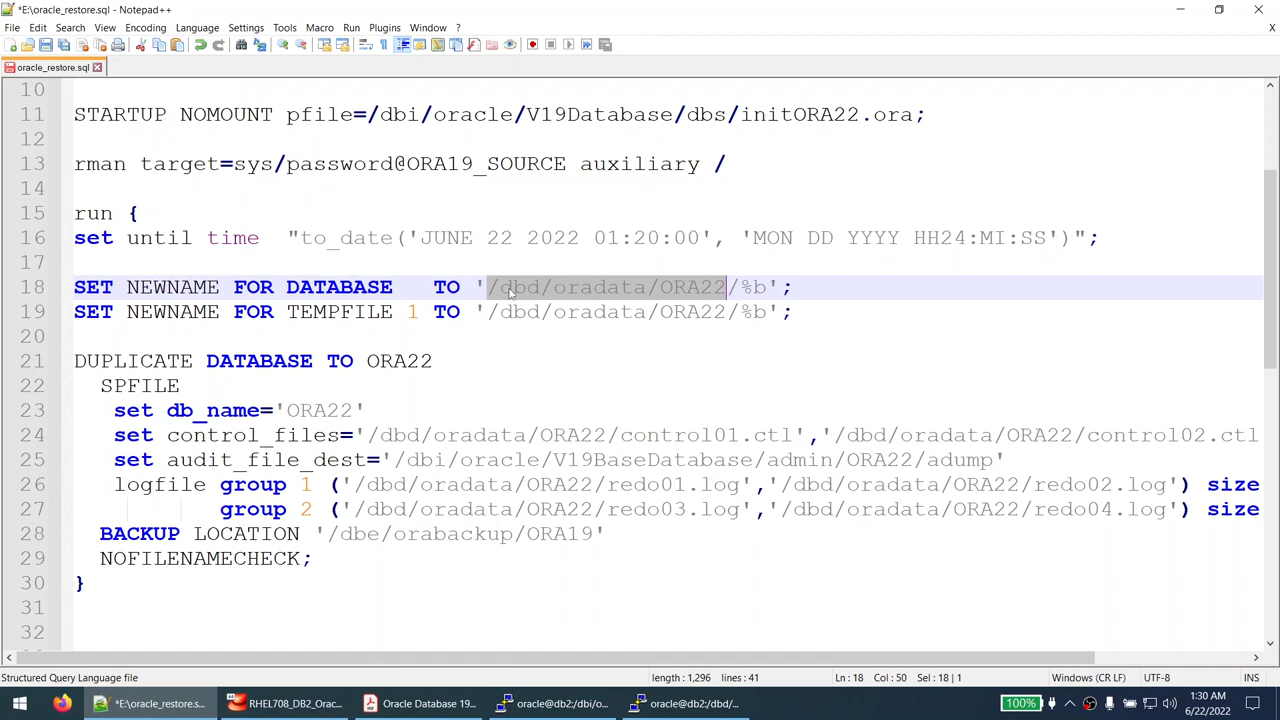 *E:\oracle_restore.sql - Notepad++
File Edit Search View Encoding Language Settings Tools Macro Run Plugins Window ? X
oracle_restore.sql
10
11 STARTUP NOMOUNT pfile=/dbi/oracle/V19Database/dbs/initORA22.ora;
12
13 rman target=sys/password@ORA19_SOURCE auxiliary /
14
15 run {
16 set until time "to_date('JUNE 22 2022 01:20:00', 'MON DD YYYY HH24:MI:SS')";
17
18 SET NEWNAME FOR DATABASE TO '/dbd/oradata/ORA22/%b';
19 SET NEWNAME FOR TEMPFILE 1 TO '/dbd/oradata/ORA22/%b';
20
21 DUPLICATE DATABASE TO ORA22
22 SPFILE
23 set db_name='ORA22'
24 set control_files='/dbd/oradata/ORA22/control01.ctl','/dbd/oradata/ORA22/control02.ctl
25 set audit_file_dest='/dbi/oracle/V19BaseDatabase/admin/ORA22/adump'
26 logfile group 1 ('/dbd/oradata/ORA22/redo01.log','/dbd/oradata/ORA22/redo02.log') size
27 group 2 ('/dbd/oradata/ORA22/redo03.log','/dbd/oradata/ORA22/redo04.log') size
28 BACKUP LOCATION '/dbe/orabackup/ORA19'
29 NOFILENAMECHECK;
30 }
31
32
Structured Query Language file length : 1,296 lines : 41 Ln : 18 Col : 50 Sel : 18 | 1 Windows (CR LF) UTF-8 INS
*E:\oracle_restore.s... RHEL708_DB2_Orac... Oracle Database 19... oracle@db2:/dbi/o... oracle@db2:/dbd/... 100% 1:30 AM
6/22/2022